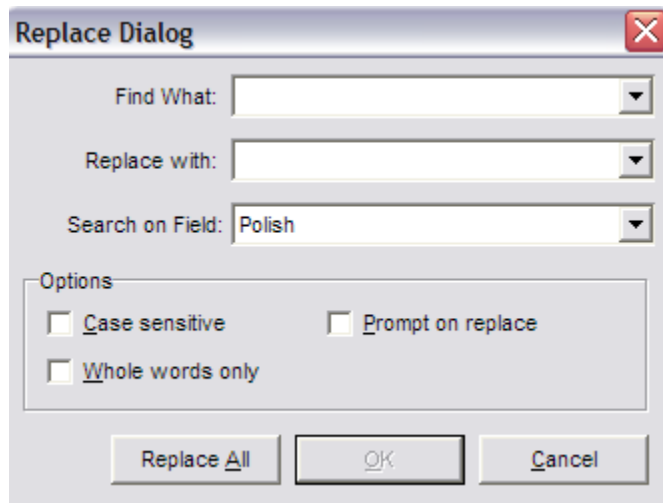 Replace Dialog
Find What:
Replace with:
Search on Field: Polish
Options
Case sensitive Prompt on replace
Whole words only
Replace All OK Cancel